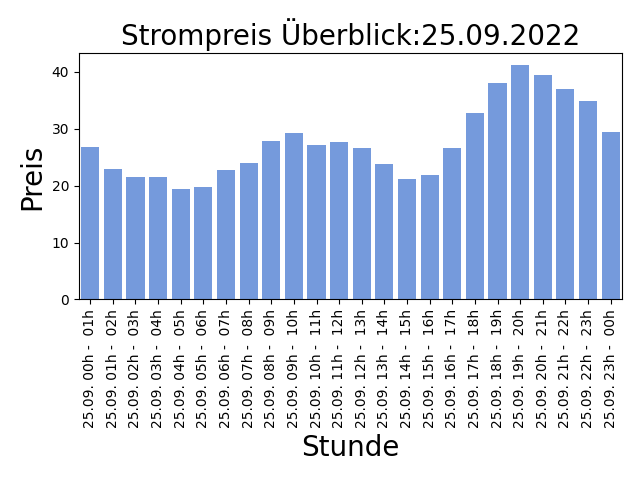 Strompreis Überblick:25.09.2022
Preis
40
30
20
10
0
25.09. 00h -   01h
25.09. 01h -   02h
25.09. 02h -   03h
25.09. 03h -   04h
25.09. 04h -   05h
25.09. 05h -   06h
25.09. 06h -   07h
25.09. 07h -   08h
25.09. 08h -   09h
25.09. 09h -   10h
25.09. 10h -   11h
25.09. 11h -   12h
25.09. 12h -   13h
25.09. 13h -   14h
25.09. 14h -   15h
25.09. 15h -   16h
25.09. 16h -   17h
25.09. 17h -   18h
25.09. 18h -   19h
25.09. 19h -   20h
25.09. 20h -   21h
25.09. 21h -   22h
25.09. 22h -   23h
25.09. 23h -   00h
Stunde